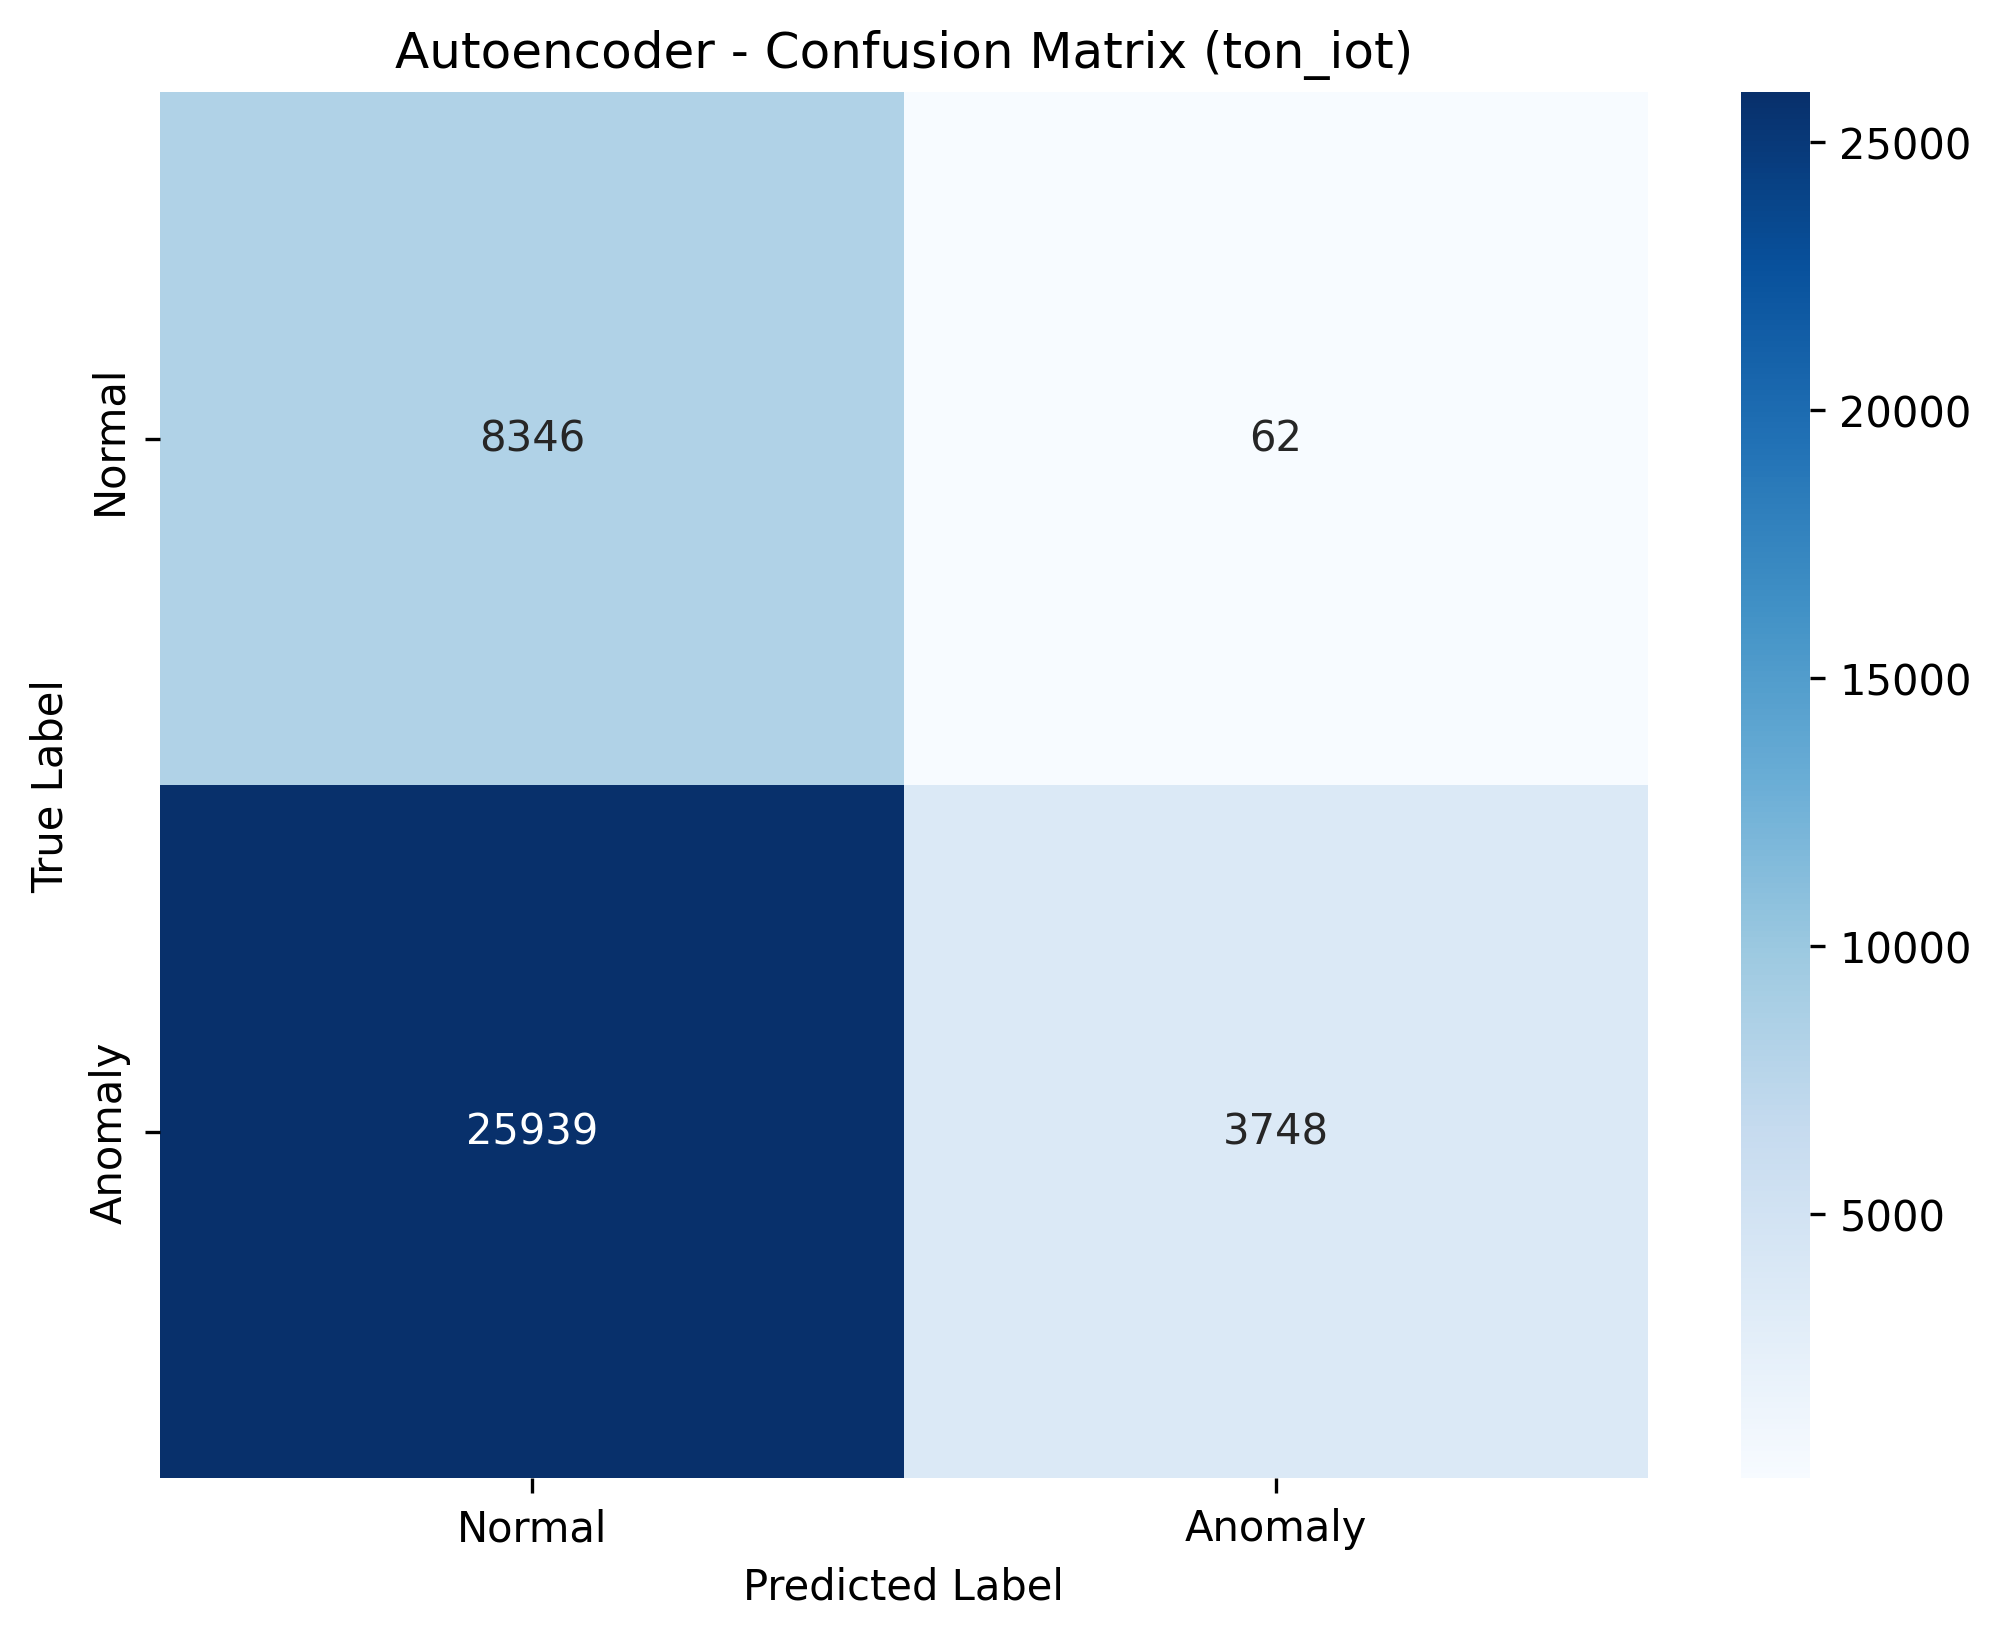 Autoencoder - Confusion Matrix (ton_iot)
25000
20000
15000
10000
5000
True Label
Normal
8346
62
Anomaly
25939
3748
Normal
Anomaly
Predicted Label